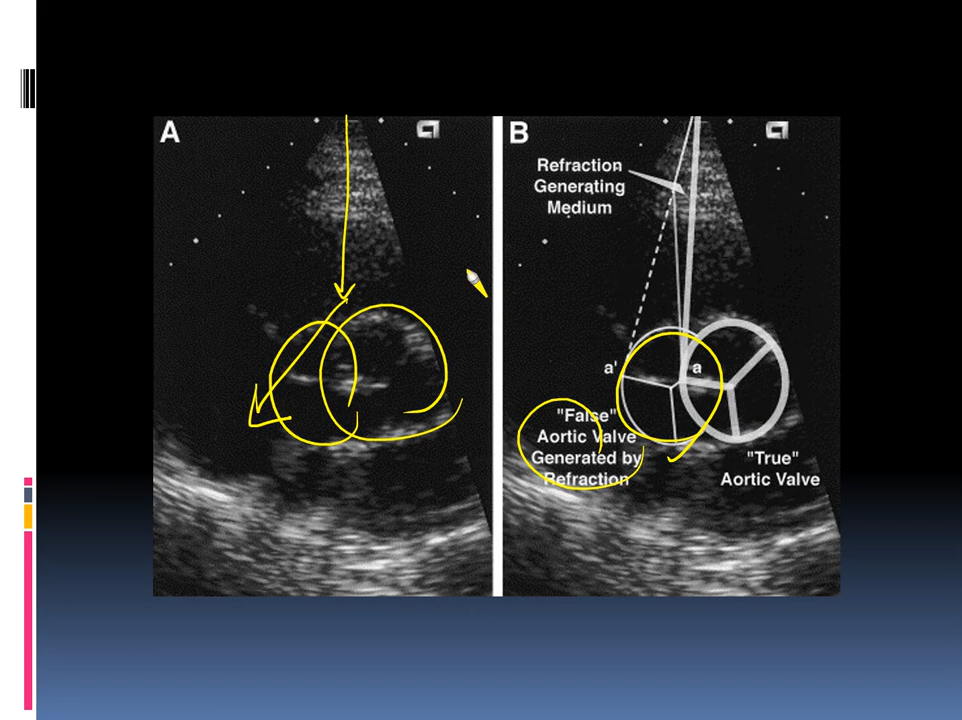 A
B
Refraction
Generating
Medium
a'
a
"False"
Aortic Valve
Generated by
Refraction
"True"
Aortic Valve